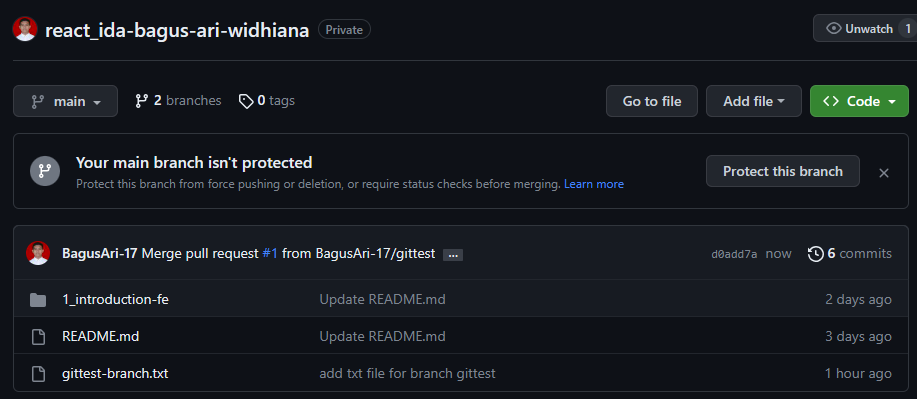 react_ida-bagus-ari-widhiana Private Unwatch 1
main 2 branches 0 tags Go to file Add file <> Code
Your main branch isn't protected
Protect this branch from force pushing or deletion, or require status checks before merging. Learn more
Protect this branch
BagusAri-17 Merge pull request #1 from BagusAri-17/gittest ... d0add7a now 6 commits
1_introduction-fe Update README.md 2 days ago
README.md Update README.md 3 days ago
gittest-branch.txt add txt file for branch gittest 1 hour ago